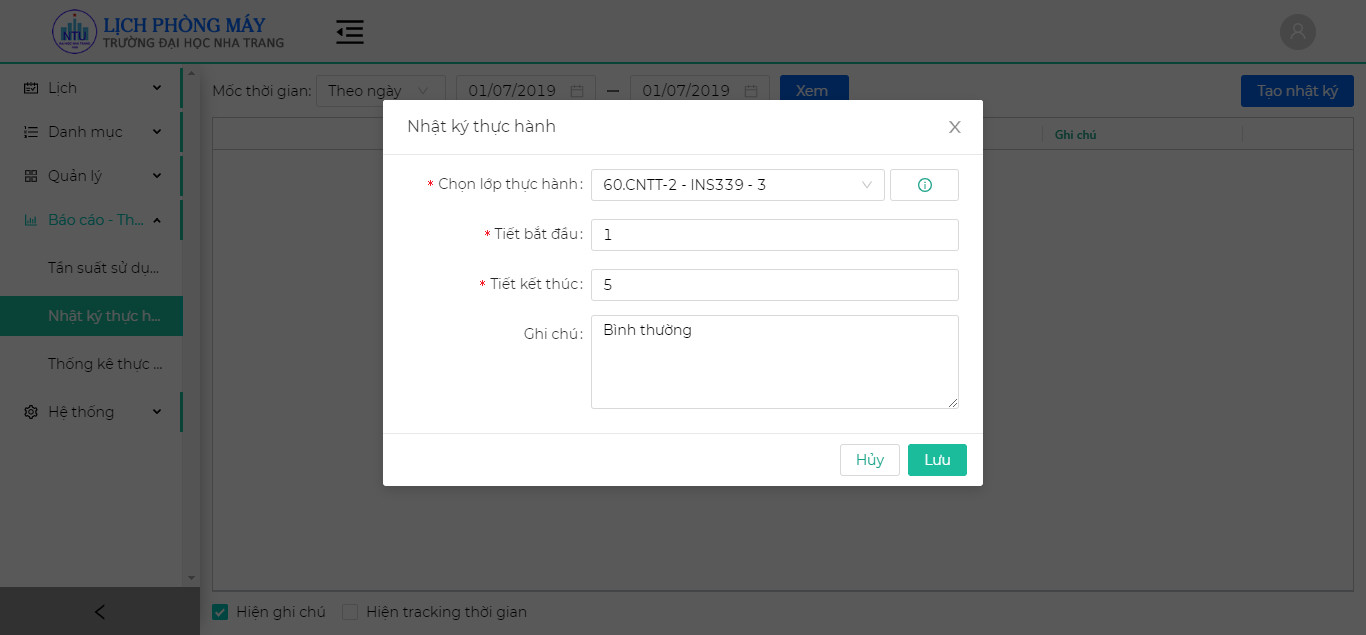 NTU
LỊCH PHÒNG MÁY
TRƯỜNG ĐẠI HỌC NHA TRANG
Lịch
Danh mục
Quản lý
Báo cáo - Th...
Tần suất sử dụ...
Nhật ký thực h...
Thống kê thực ...
Hệ thống
Mốc thời gian: Theo ngày 01/07/2019 — 01/07/2019 Xem Tạo nhật ký
Ghi chú
Nhật ký thực hành
* Chọn lớp thực hành: 60.CNTT-2 - INS339 - 3
* Tiết bắt đầu: 1
* Tiết kết thúc: 5
Ghi chú: Bình thường
Hủy Lưu
Hiện ghi chú Hiện tracking thời gian